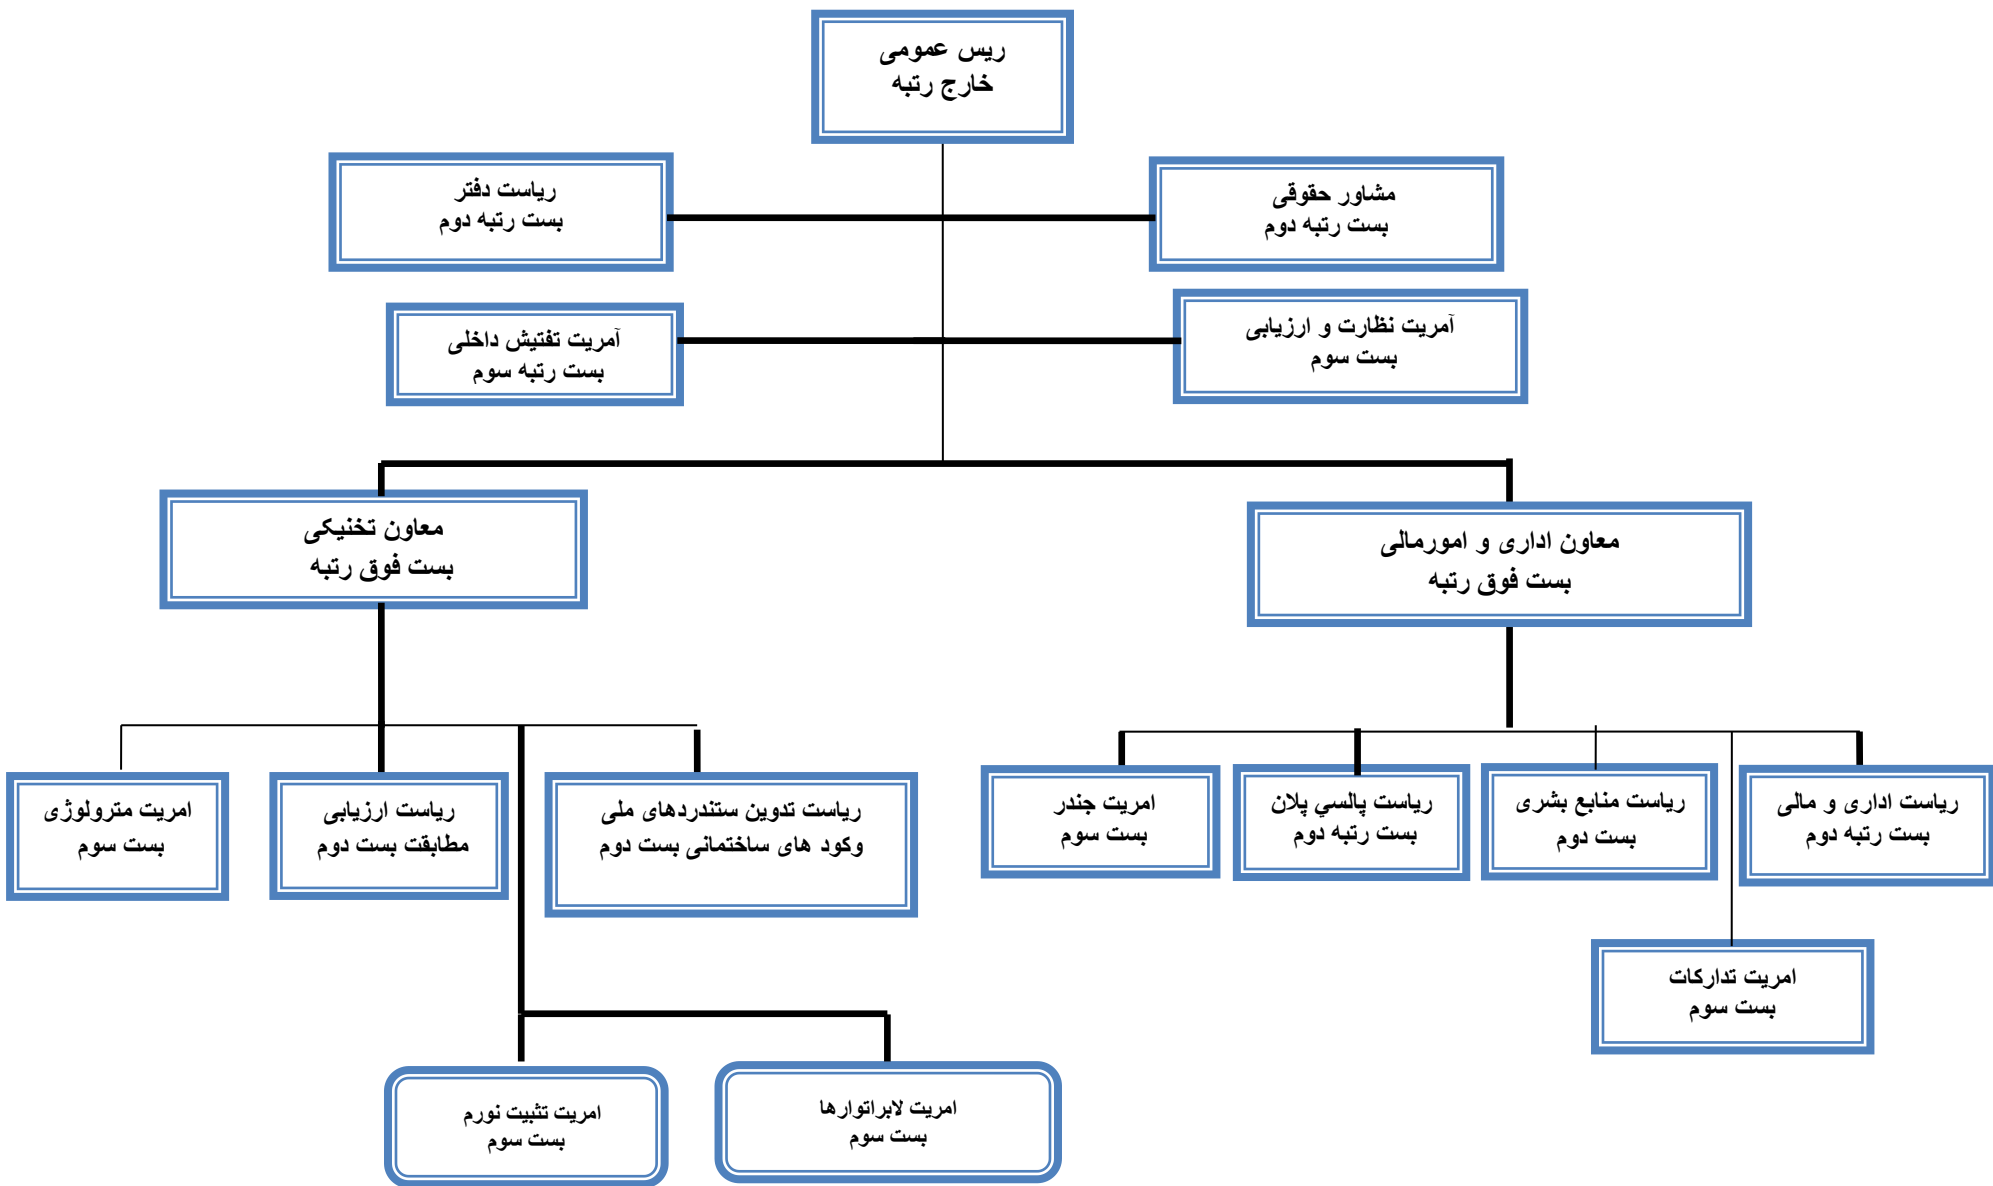 ریس عمومی
خارج رتبه
مشاور حقوقی
بست رتبه دوم
ریاست دفتر
بست رتبه دوم
آمریت نظارت و ارزیابی
بست سوم
آمریت تفتیش داخلی
بست رتبه سوم
معاون اداری و امورمالی
بست فوق رتبه
معاون تخنیکی
بست فوق رتبه
ریاست اداری و مالی
بست رتبه دوم
ریاست منابع بشری
بست دوم
ریاست پالسي پلان
بست رتبه دوم
امریت جندر
بست سوم
ریاست تدوین ستندردهای ملی
وکود های ساختمانی بست دوم
ریاست ارزیابی
مطابقت بست دوم
امریت مترولوژی
بست سوم
امریت تدارکات
بست سوم
امریت لابراتوارها
بست سوم
امریت تثبیت نورم
بست سوم